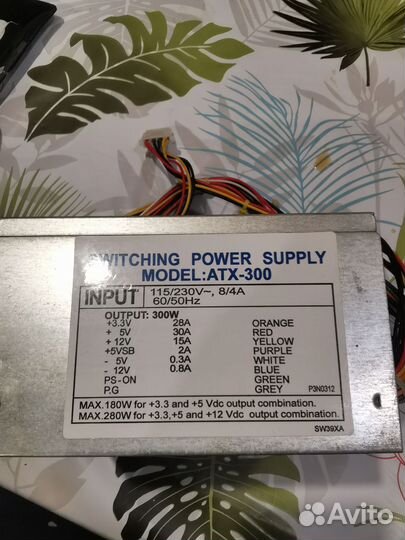 SWITCHING POWER SUPPLY
MODEL:ATX-300
INPUT 115/230V~, 8/4A
60/50Hz
OUTPUT: 300W
+3.3V 28A ORANGE
+ 5V 30A RED
+ 12V 15A YELLOW
+5VSB 2A PURPLE
- 5V 0.3A WHITE
- 12V 0.8A BLUE
PS-ON GREEN
P.G GREY P3N0312
MAX.180W for +3.3 and +5 Vdc output combination.
MAX.280W for +3.3,+5 and +12 Vdc output combination.
SW39XA
Avito